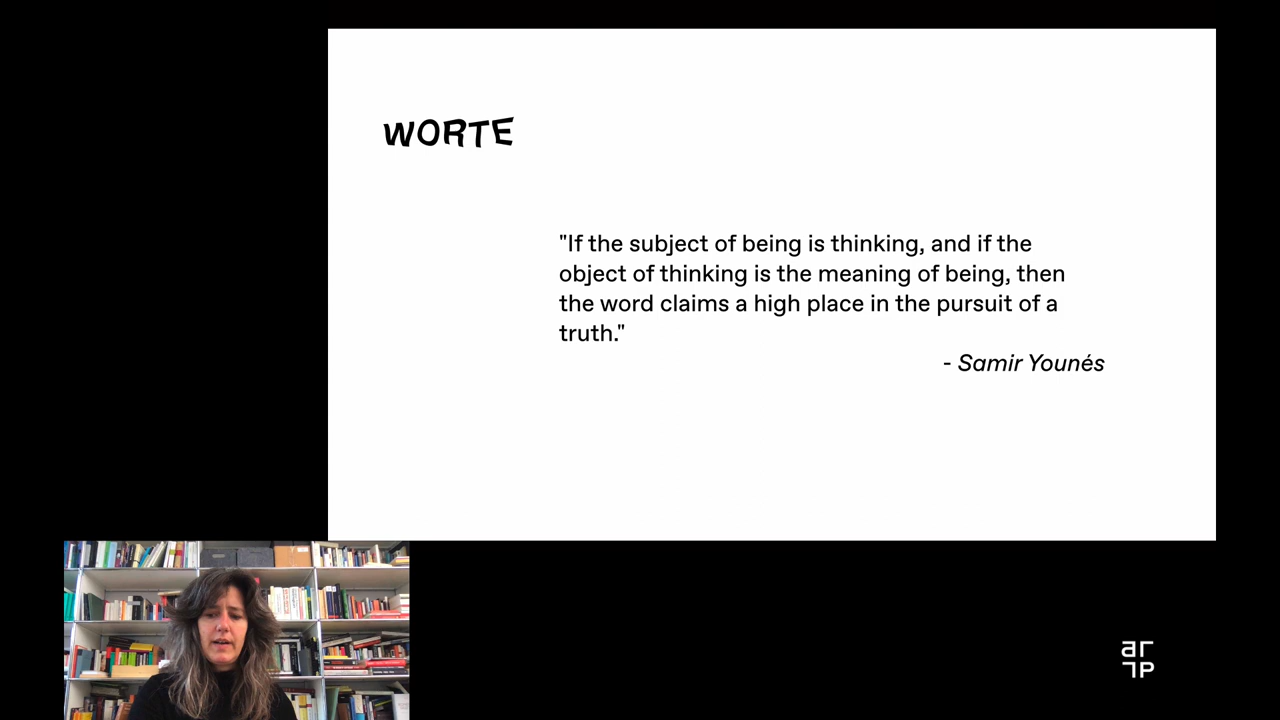 WORTE
"If the subject of being is thinking, and if the
object of thinking is the meaning of being, then
the word claims a high place in the pursuit of a
truth."
- Samir Younés